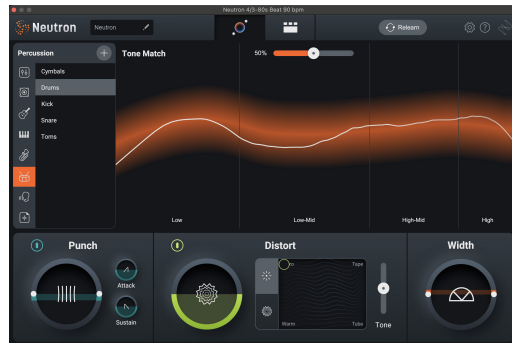 Neutron 4/3-80s Beat 90 bpm
Neutron
Neutron
Relearn
Percussion
Tone Match
50%
Cymbals
Drums
Kick
Snare
Toms
Low
Low-Mid
High-Mid
High
Punch
Distort
Width
Attack
Sustain
Tape
Warm
Tube
Tone